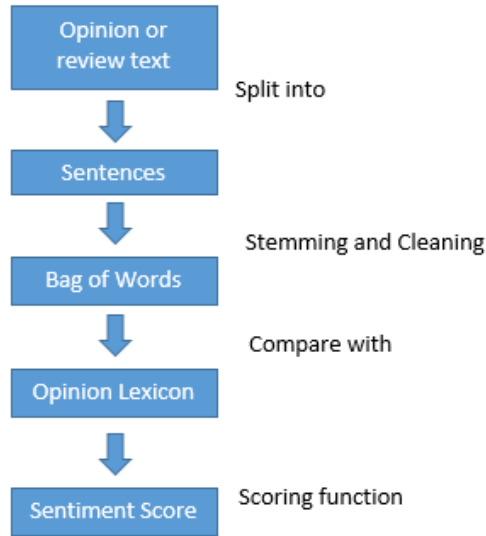 Opinion or
review text
Split into
Sentences
Stemming and Cleaning
Bag of Words
Compare with
Opinion Lexicon
Scoring function
Sentiment Score